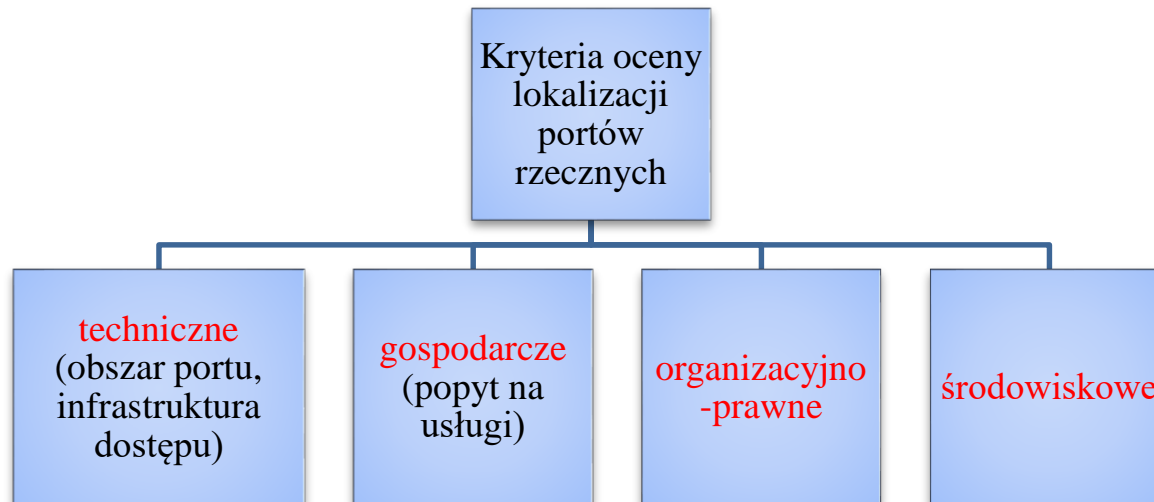 Kryteria oceny
lokalizacji
portów
rzecznych
techniczne
(obszar portu,
infrastruktura
dostępu)
gospodarcze
(popyt na
usługi)
organizacyjno
-prawne
środowiskowe